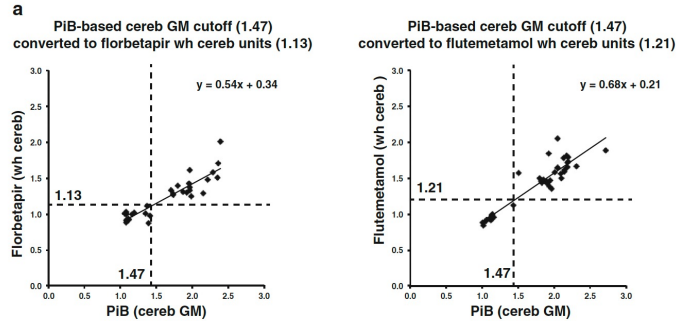 a
PiB-based cereb GM cutoff (1.47)
converted to florbetapir wh cereb units (1.13)
3.0
2.5
2.0
1.5
1.0
0.5
0.0
Florbetapir (wh cereb)
y = 0.54x + 0.34
1.13
1.47
0.0 0.5 1.0 1.5 2.0 2.5 3.0
PiB (cereb GM)
PiB-based cereb GM cutoff (1.47)
converted to flutemetamol wh cereb units (1.21)
3.0
2.5
2.0
1.5
1.0
0.5
0.0
Flutemetamol (wh cereb )
y = 0.68x + 0.21
1.21
1.47
0.0 0.5 1.0 1.5 2.0 2.5 3.0
PiB (cereb GM)